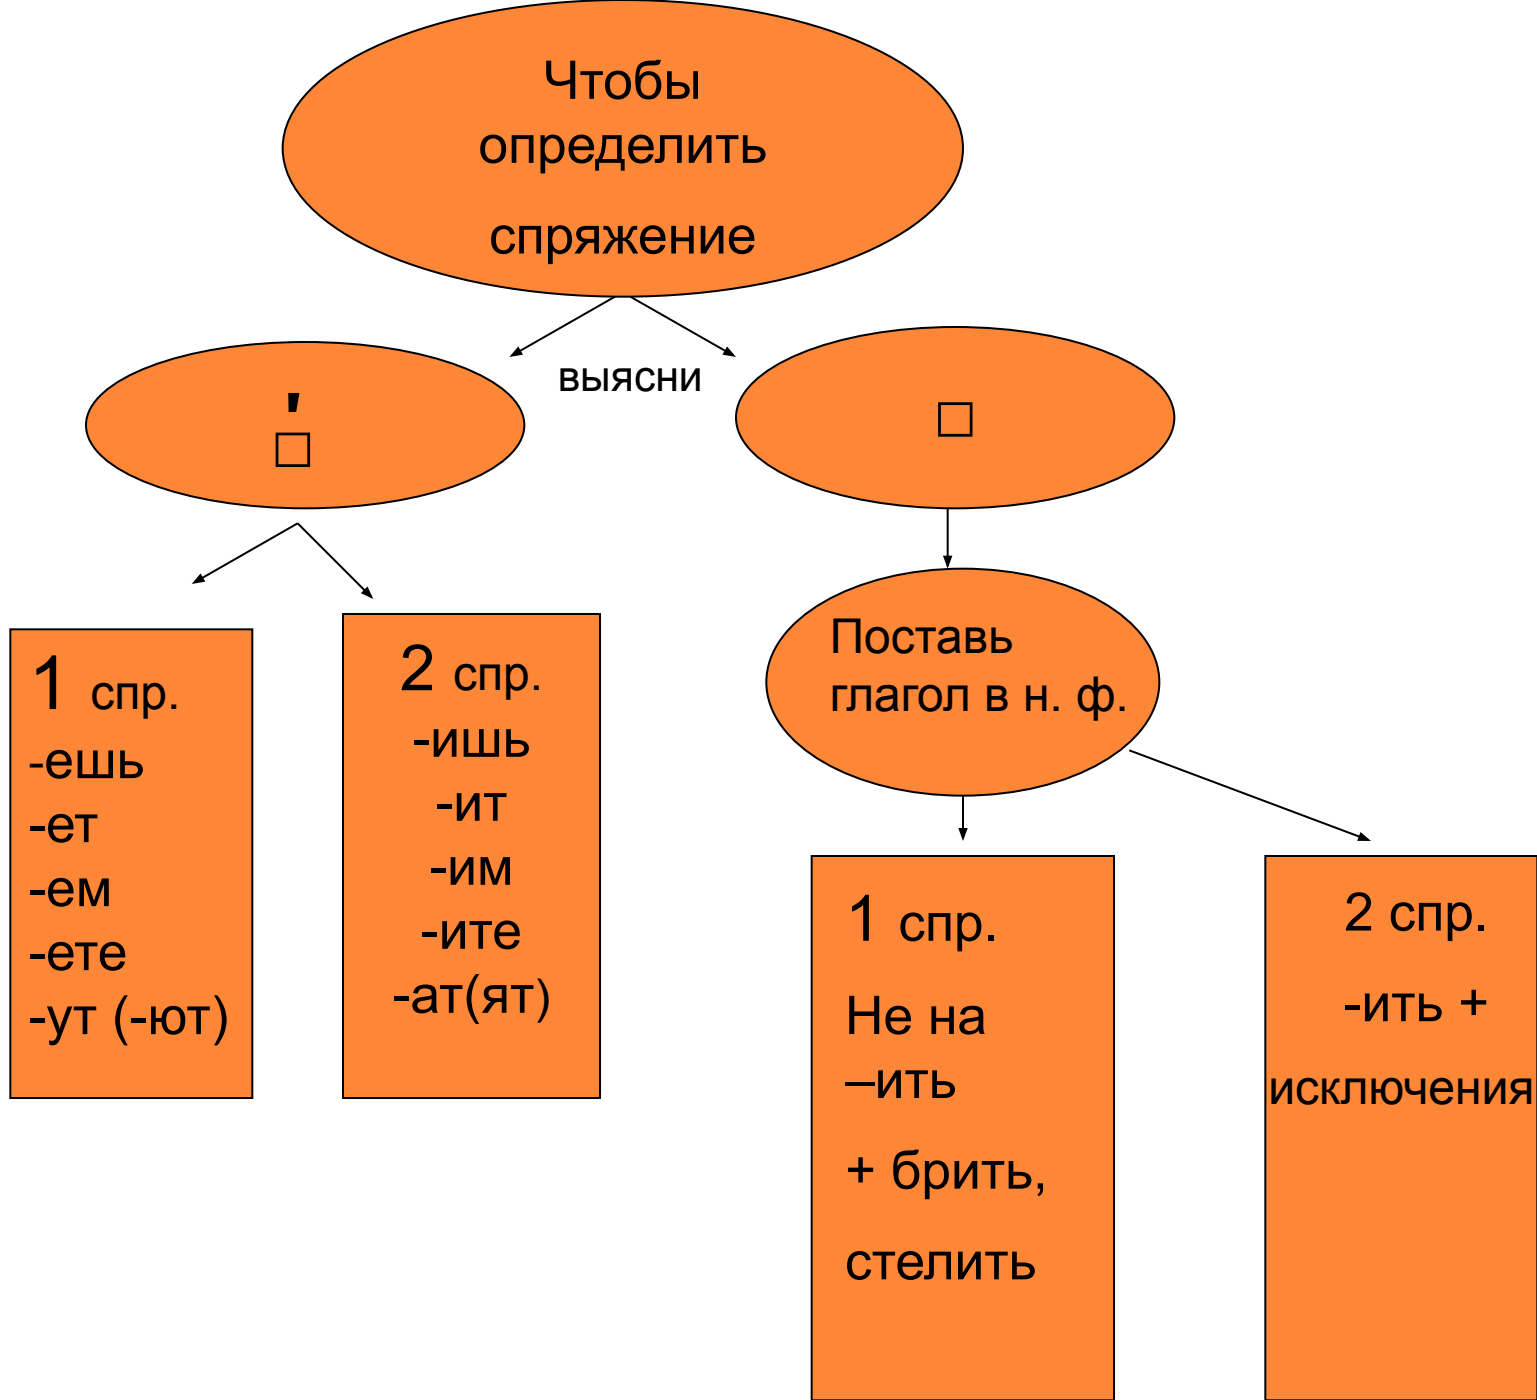 Чтобы
определить
спряжение
выясни
1 спр.
-ешь
-ет
-ем
-ете
-ут (-ют)
2 спр.
-ишь
-ит
-им
-ите
-ат(ят)
Поставь
глагол в н. ф.
1 спр.
Не на
–ить
+ брить,
стелить
2 спр.
-ить +
исключения